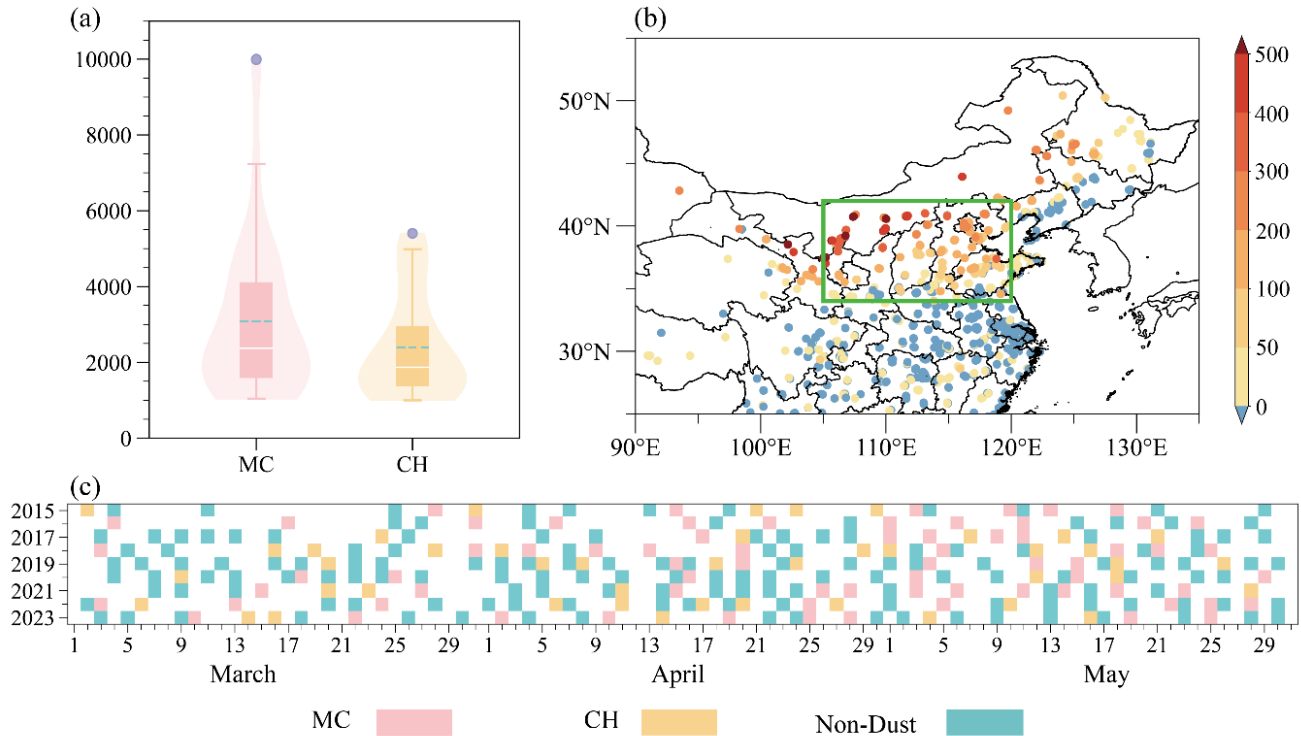 (a)
10000
8000
6000
4000
2000
0
MC CH
(b)
50°N
40°N
30°N
90°E 100°E 110°E 120°E 130°E
500
400
300
200
100
50
0
(c)
2015
2017
2019
2021
2023
1 5 9 13 17 21 25 29 1 5 9 13 17 21 25 29 1 5 9 13 17 21 25 29
March April May
MC CH Non-Dust